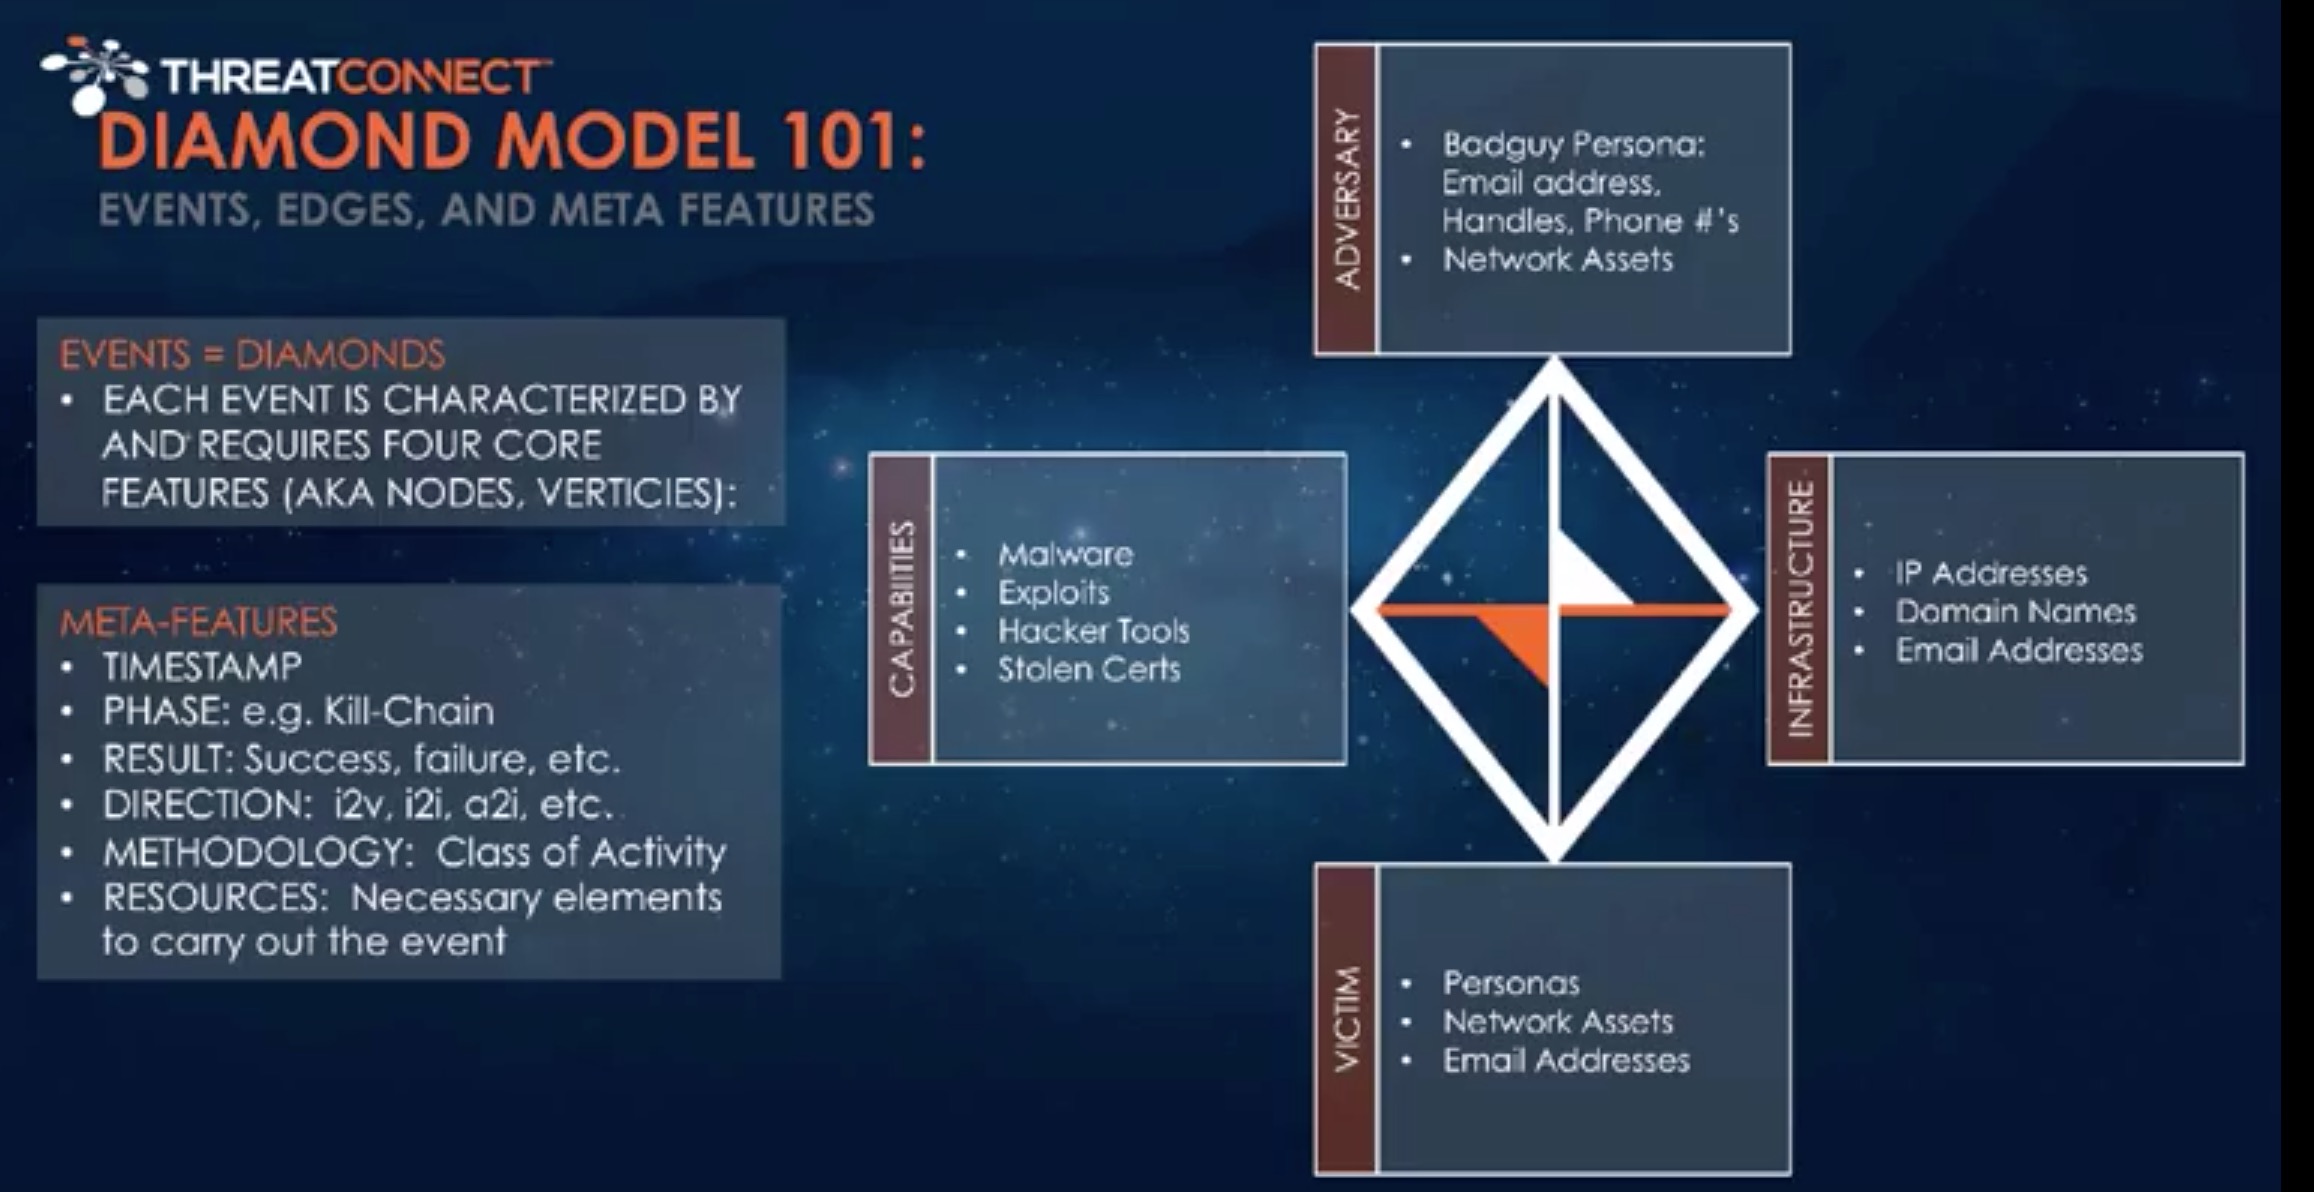 THREATCONNECT™
DIAMOND MODEL 101:
EVENTS, EDGES, AND META FEATURES
EVENTS = DIAMONDS
• EACH EVENT IS CHARACTERIZED BY
AND REQUIRES FOUR CORE
FEATURES (AKA NODES, VERTICIES):
META-FEATURES
• TIMESTAMP
• PHASE: e.g. Kill-Chain
• RESULT: Success, failure, etc.
• DIRECTION: i2v, i2i, a2i, etc.
• METHODOLOGY: Class of Activity
• RESOURCES: Necessary elements
to carry out the event
ADVERSARY
• Badguy Persona:
Email address,
Handles, Phone #'s
• Network Assets
CAPABIITIES
• Malware
• Exploits
• Hacker Tools
• Stolen Certs
INFRASTRUCTURE
• IP Addresses
• Domain Names
• Email Addresses
VICTIM
• Personas
• Network Assets
• Email Addresses